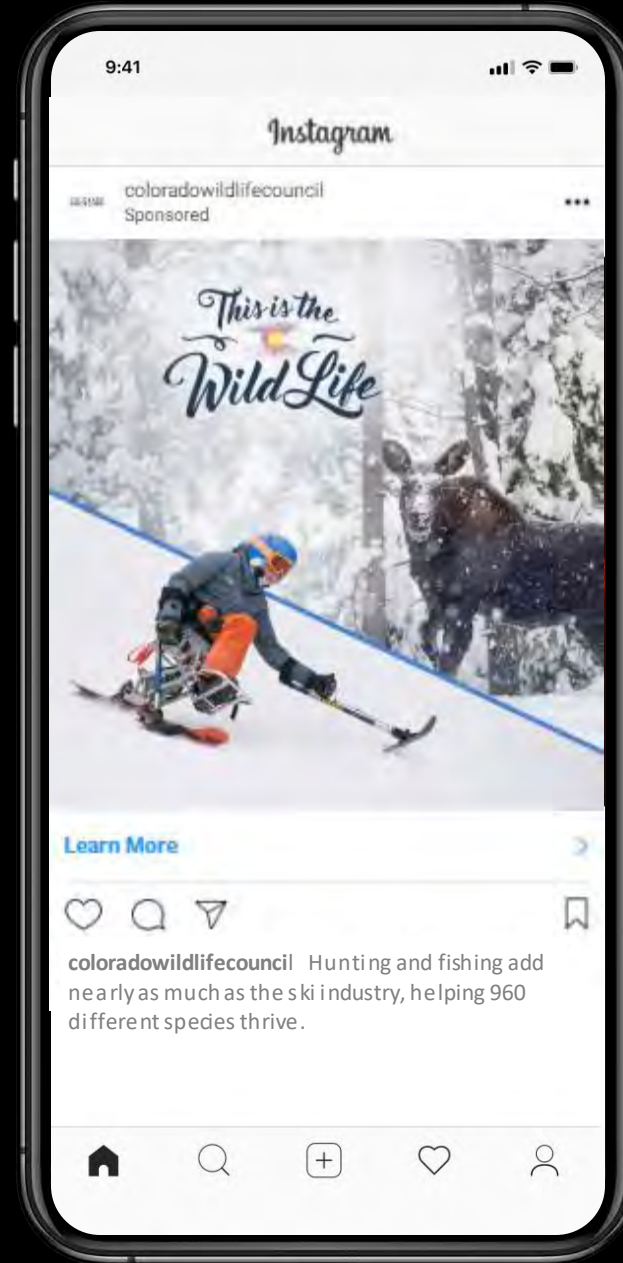 9:41
Instagram
coloradowildlifecouncil
Sponsored
This is the
Wild Life
Learn More
coloradowildlifecouncil Hunting and fishing add
nearly as much as the ski industry, helping 960
different species thrive.